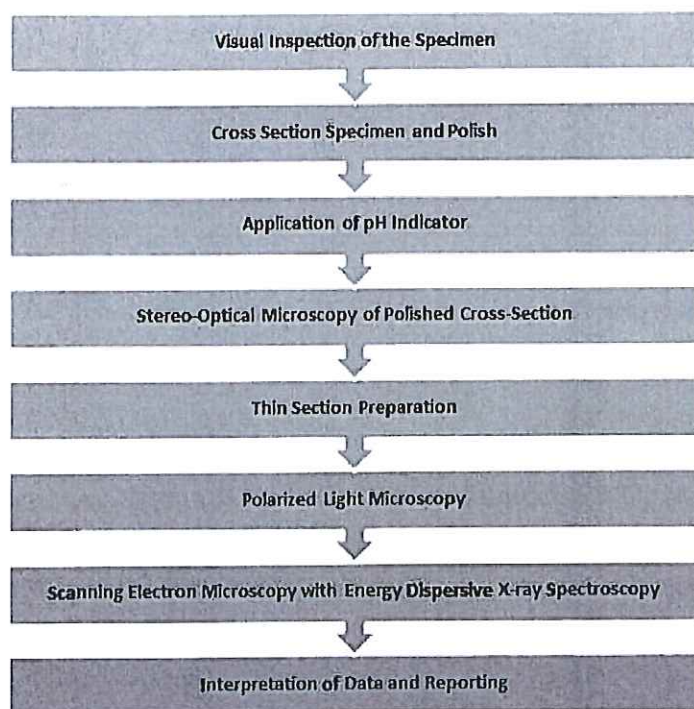 Visual Inspection of the Specimen
Cross Section Specimen and Polish
Application of pH Indicator
Stereo-Optical Microscopy of Polished Cross-Section
Thin Section Preparation
Polarized Light Microscopy
Scanning Electron Microscopy with Energy Dispersive X-ray Spectroscopy
Interpretation of Data and Reporting